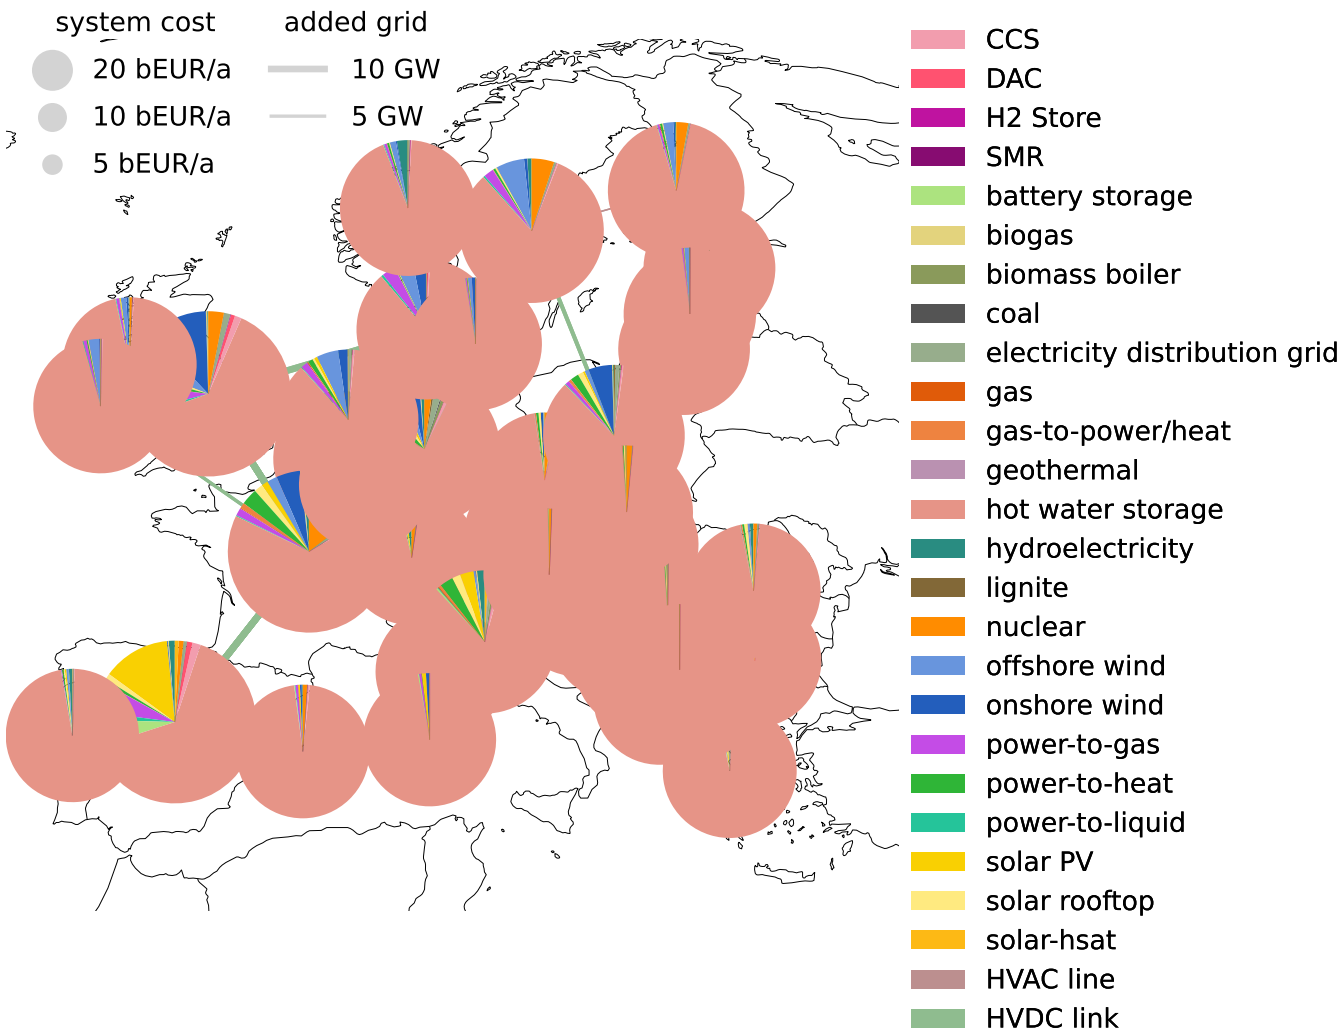 system cost
20 bEUR/a
10 bEUR/a
5 bEUR/a
added grid
10 GW
5 GW
CCS
DAC
H2 Store
SMR
battery storage
biogas
biomass boiler
coal
electricity distribution grid
gas
gas-to-power/heat
geothermal
hot water storage
hydroelectricity
lignite
nuclear
offshore wind
onshore wind
power-to-gas
power-to-heat
power-to-liquid
solar PV
solar rooftop
solar-hsat
HVAC line
HVDC link